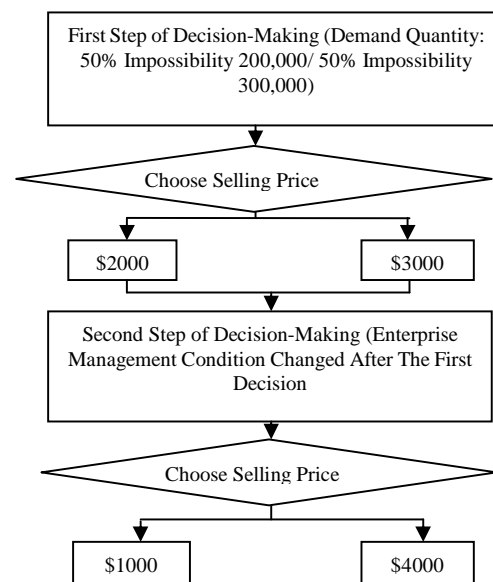 First Step of Decision-Making (Demand Quantity:
50% Impossibility 200,000/ 50% Impossibility
300,000)
Choose Selling Price
$2000
$3000
Second Step of Decision-Making (Enterprise
Management Condition Changed After The First
Decision
Choose Selling Price
$1000
$4000